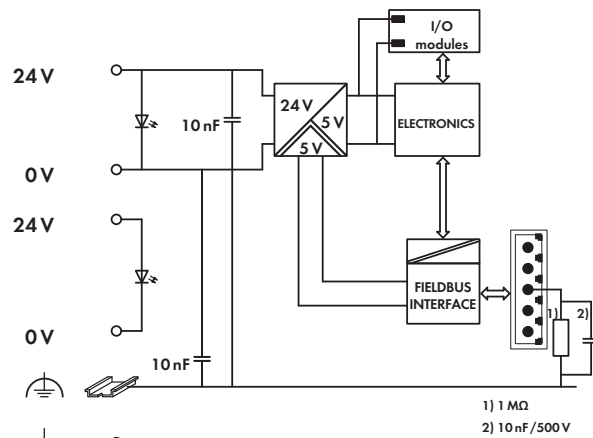 24 V
0 V
24 V
0 V
10 nF
10 nF
24 V
5 V
5 V
I/O
modules
ELECTRONICS
FIELDBUS
INTERFACE
1)
2)
1) 1 MΩ
2) 10 nF/500 V